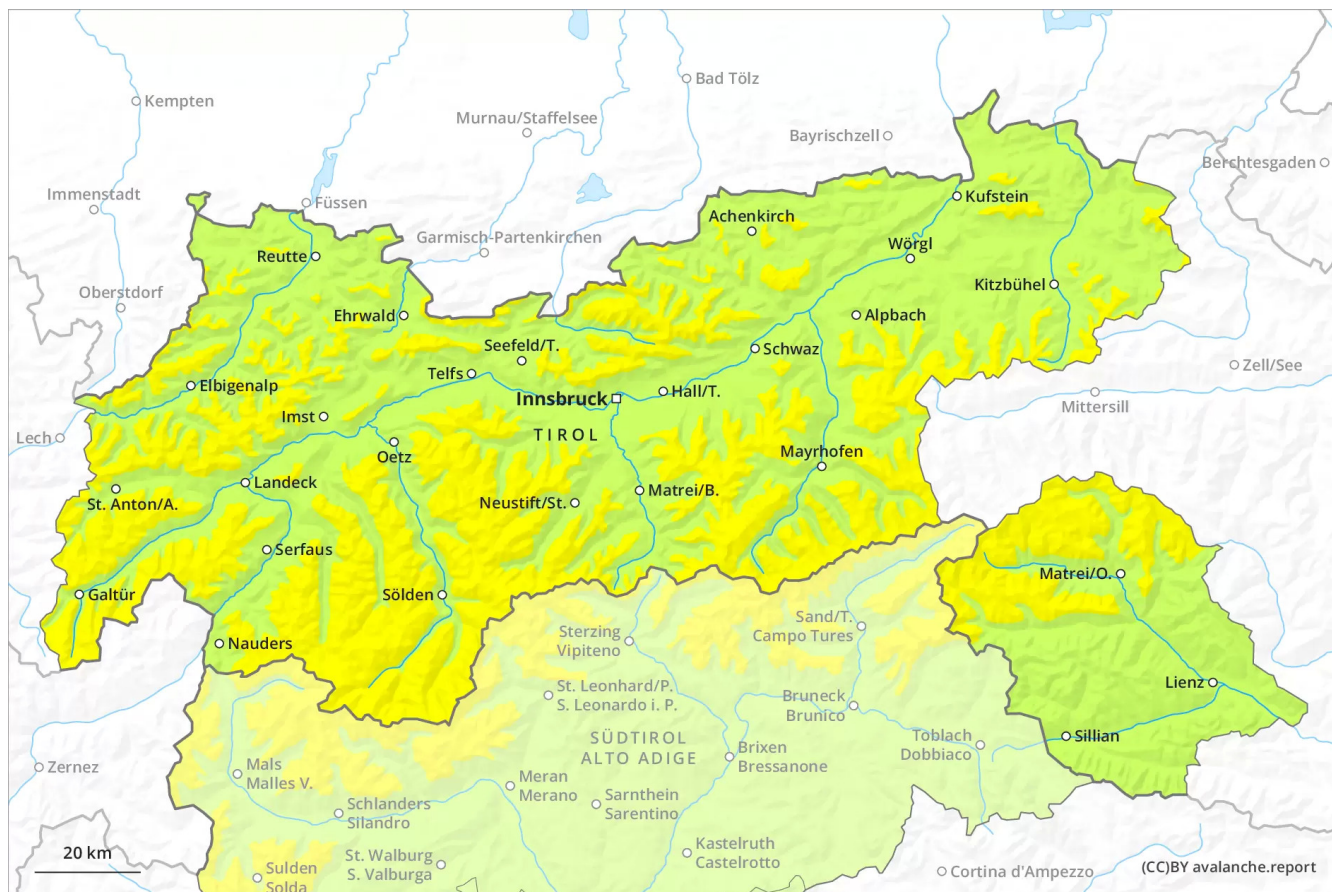 Bad Tölz
Kempten
Murnau/Staffelsee
Bayrischzell
Berchtesgaden
Immenstadt
Füssen
Kufstein
Achenkirch
Garmisch-Partenkirchen
Wörgl
Reutte
Kitzbühel
Oberstdorf
Ehrwald
Alpbach
Seefeld/T.
Schwaz
Zell/See
Telfs
Elbigenalp
Hall/T.
Mittersill
Innsbruck
Imst
Lech
TIROL
Oetz
Mayrhofen
Landeck
Matrei/B.
St. Anton/A.
Neustift/St.
Serfaus
Matrei/O.
Galtür
Sölden
Sand/T.
Campo Tures
Sterzing
Vipiteno
Nauders
Lienz
St. Leonhard/P.
S. Leonardo i. P.
Bruneck
Brunico
SÜDTIROL
ALTO ADIGE
Sillian
Toblach
Dobbiaco
Brixen
Bressanone
Zernez
Mals
Malles V.
Meran
Merano
Sarnthein
Sarentino
Schlanders
Silandro
Kastelruth
Castelrotto
20 km
St. Walburg
S. Valburga
Sulden
Solda
Cortina d'Ampezzo
(CC)BY avalanche.report